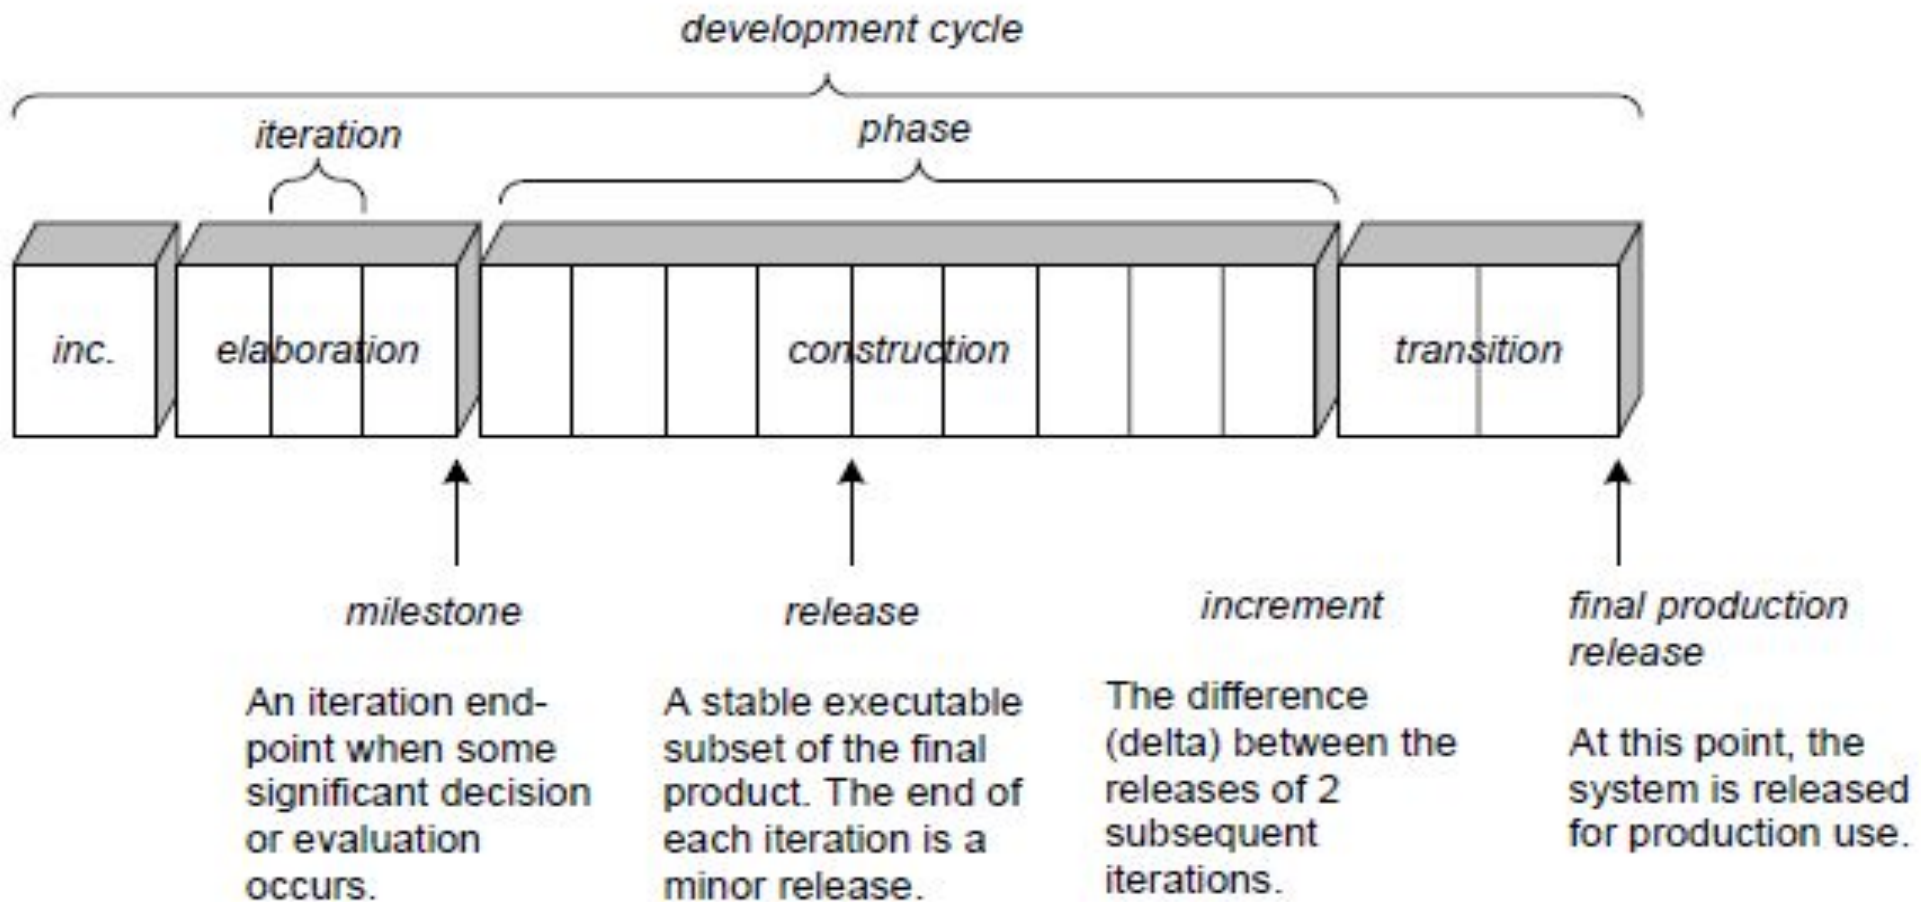 development cycle
iteration
phase
inc.
elaboration
construction
transition
milestone
An iteration end-
point when some
significant decision
or evaluation
occurs.
release
A stable executable
subset of the final
product. The end of
each iteration is a
minor release.
increment
The difference
(delta) between the
releases of 2
subsequent
iterations.
final production
release
At this point, the
system is released
for production use.